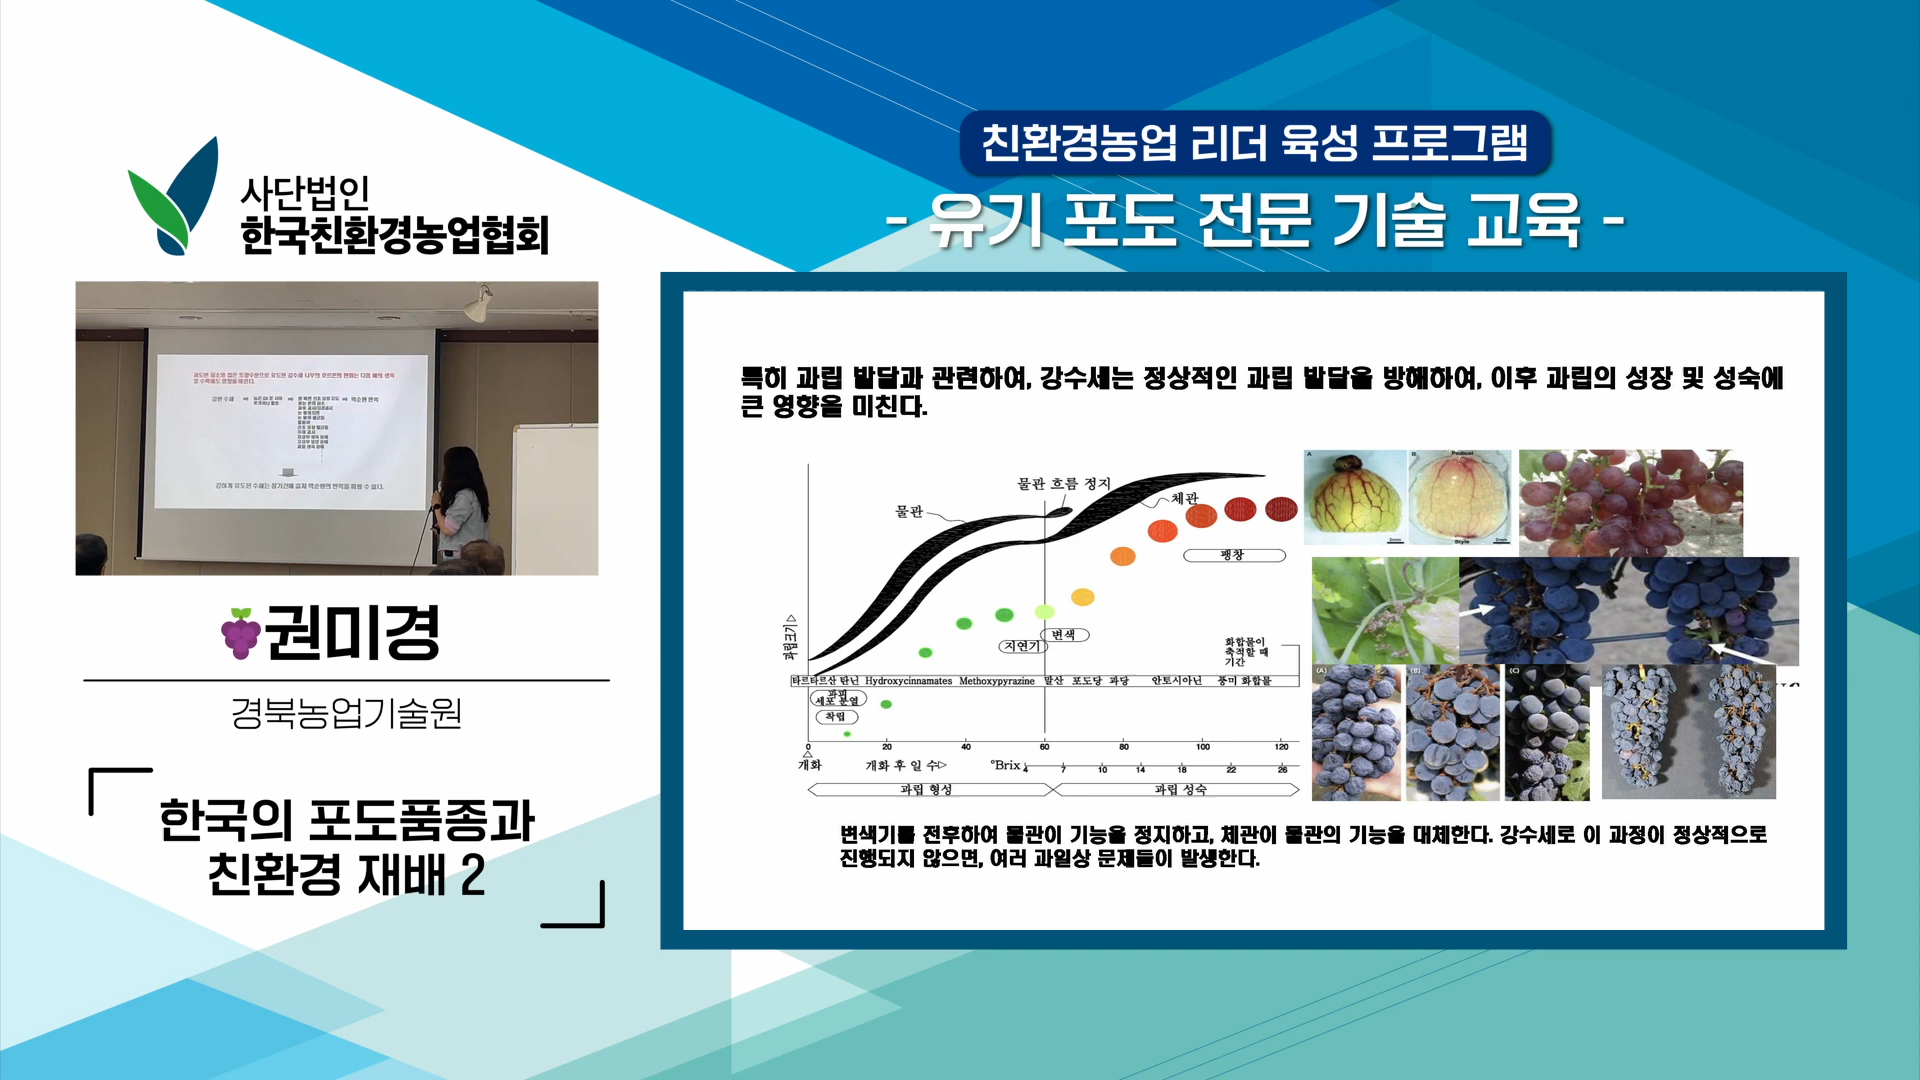 친환경농업 리더 육성 프로그램
- 유기 포도 전문 기술 교육 -
사단법인
한국친환경농업협회
권미경
경북농업기술원
한국의 포도품종과
친환경 재배 2
특히 과립 발달과 관련하여, 강수세는 정상적인 과립 발달을 방해하여, 이후 과립의 성장 및 성숙에
큰 영향을 미친다.
물관 흐름 정지
물관
체관
팽창
변색
지연기
과립크기▷
화합물이
축적할 때
기간
타르타르산 탄닌 Hydroxycinnamates Methoxypyrazine 말산 포도당 과당 안토시아닌 풍미 화합물
과피
세포 분열
착립
0 20 40 60 80 100 120
△
개화
개화 후 일 수▷
°Brix 4 7 10 14 18 22 26
과립 형성
과립 성숙
A
B
Pedicel
Style
2mm
2mm
(A)
(B)
(C)
변색기를 전후하여 물관이 기능을 정지하고, 체관이 물관의 기능을 대체한다. 강수세로 이 과정이 정상적으로
진행되지 않으면, 여러 과일상 문제들이 발생한다.